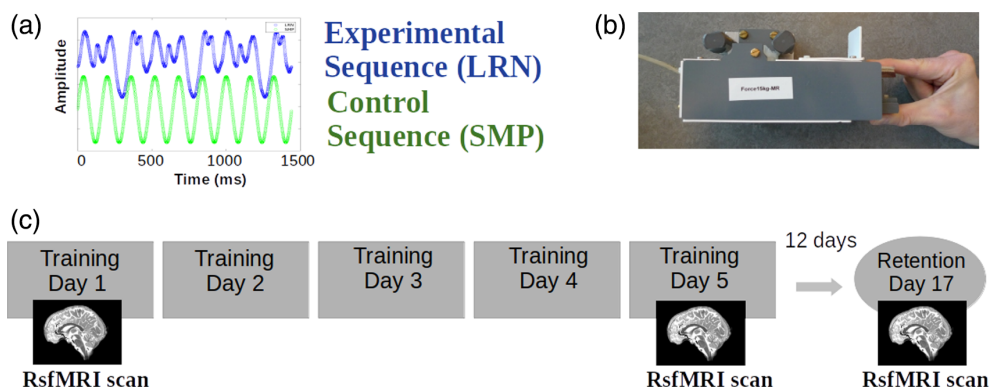 (a)
LRN
SMP
Amplitude
0 500 1000 1500
Time (ms)
Experimental
Sequence (LRN)
Control
Sequence (SMP)
(b)
Force15kg-MR
(c)
Training
Day 1
RsfMRI scan
Training
Day 2
Training
Day 3
Training
Day 4
Training
Day 5
RsfMRI scan
12 days
Retention
Day 17
RsfMRI scan